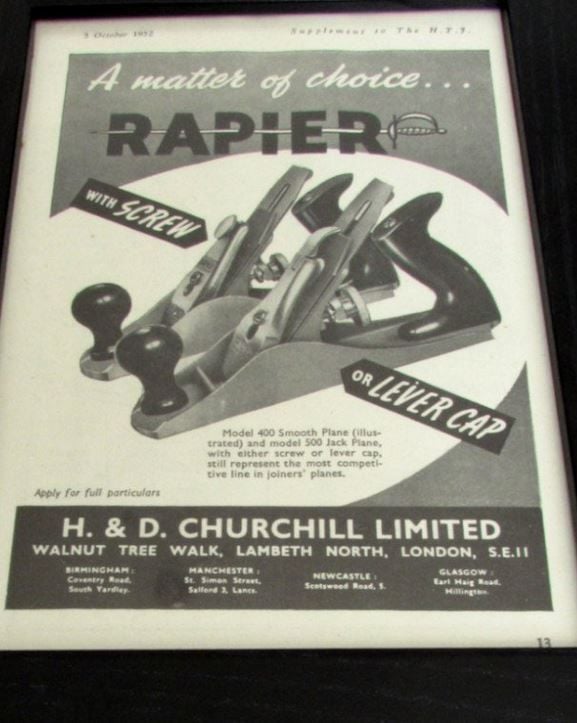 3 October 1952
Supplement to The H.T.J.
A matter of choice...
RAPIER
WITH SCREW
OR LEVER CAP
Model 400 Smooth Plane (illus-
trated) and model 500 Jack Plane,
with either screw or lever cap,
still represent the most competi-
tive line in joiners' planes.
Apply for full particulars
H. & D. CHURCHILL LIMITED
WALNUT TREE WALK, LAMBETH NORTH, LONDON, S.E.11
BIRMINGHAM :
Coventry Road,
South Yardley.
MANCHESTER :
St. Simon Street,
Salford 3, Lancs.
NEWCASTLE :
Scotswood Road, 5.
GLASGOW :
Earl Haig Road,
Hillington.
13